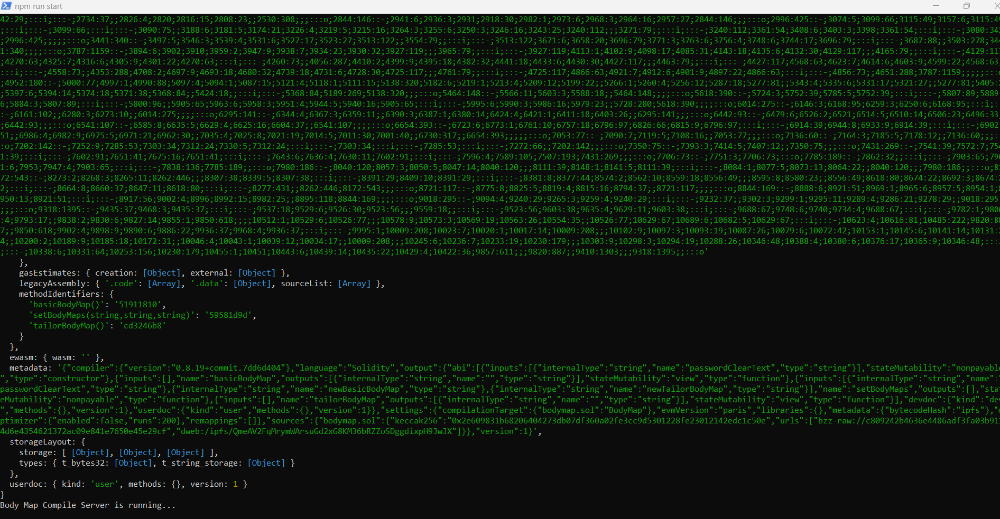 npm run start
42:29;:::i;:::-;2734:37;;2826:4;2820;2816:15;2808:23;;2530:308;;;:::o;2844:146::-;2941:6;2936:3;2931;2918:30;2982:1;2973:6;2968:3;2964:16;2957:27;2844:146;;;:::o;2996:425::-;3074:5;3099:66;3115:49;3157:6;3115:49
;:::i;:::-;3099:66;:::i;:::-;3090:75;;3188:6;3181:5;3174:21;3226:4;3219:5;3215:16;3264:3;3255:6;3250:3;3246:16;3243:25;3240:112;;;3271:79;;:::i;:::-;3240:112;3361:54;3408:6;3403:3;3398;3361:54;:::i;:::-;3080:341
;2996:425;;;;;:::o;3441:340::-;3497:5;3546:3;3539:4;3531:6;3527:17;3523:27;3513:122;;3554:79;;:::i;:::-;3513:122;3671:6;3658:20;3696:79;3771:3;3763:6;3756:4;3748:6;3744:17;3696:79;:::i;:::-;3687:88;;3503:278;344
1:340;;;;:::o;3787:1159::-;3894:6;3902;3910;3959:2;3947:9;3938:7;3934:23;3930:32;3927:119;;;3965:79;;:::i;:::-;3927:119;4113:1;4102:9;4098:17;4085:31;4143:18;4135:6;4132:30;4129:117;;;4165:79;;:::i;:::-;4129:117
;4270:63;4325:7;4316:6;4305:9;4301:22;4270:63;:::i;:::-;4260:73;;4056:287;4410:2;4399:9;4395:18;4382:32;4441:18;4433:6;4430:30;4427:117;;;4463:79;;:::i;:::-;4427:117;4568:63;4623:7;4614:6;4603:9;4599:22;4568:63
:::i;:::-;4558:73;;4353:288;4708:2;4697:9;4693:18;4680:32;4739:18;4731:6;4728:30;4725:117;;;4761:79;;:::i;:::-;4725:117;4866:63;4921:7;4912:6;4901:9;4897:22;4866:63;:::i;:::-;4856:73;;4651:288;3787:1159;;;;;:::o
;4952:180::-;5000:77;4997:1;4990:88;5097:4;5094:1;5087:15;5121:4;5118:1;5111:15;5138:320;5182:6;5219:1;5213:4;5209:12;5199:22;;5266:1;5260:4;5256:12;5287:18;5277:81;;5343:4;5335:6;5331:17;5321:27;;5277:81;5405:2
;5397:6;5394:14;5374:18;5371:38;5368:84;;5424:18;;:::i;:::-;5368:84;5189:269;5138:320;;;:::o;5464:148::-;5566:11;5603:3;5588:18;;5464:148;;;;:::o;5618:390::-;5724:3;5752:39;5785:5;5752:39;:::i;:::-;5807:89;5889:
6;5884:3;5807:89;:::i;:::-;5800:96;;5905:65;5963:6;5958:3;5951:4;5944:5;5940:16;5905:65;:::i;:::-;5995:6;5990:3;5986:16;5979:23;;5728:280;5618:390;;;;:::o;6014:275::-;6146:3;6168:95;6259:3;6250:6;6168:95;:::i;:
:-;6161:102;;6280:3;6273:10;;6014:275;;;;:::o;6295:141::-;6344:4;6367:3;6359:11;;6390:3;6387:1;6380:14;6424:4;6421:1;6411:18;6403:26;;6295:141;;;:::o;6442:93::-;6479:6;6526:2;6521;6514:5;6510:14;6506:23;6496:33
;6442:93;;;:::o;6541:107::-;6585:8;6635:5;6629:4;6625:16;6604:37;;6541:107;;;;:::o;6654:393::-;6723:6;6773:1;6761:10;6757:18;6796:97;6826:66;6815:9;6796:97;:::i;:::-;6914:39;6944:8;6933:9;6914:39;:::i;:::-;6902:
51;;6986:4;6982:9;6975:5;6971:21;6962:30;;7035:4;7025:8;7021:19;7014:5;7011:30;7001:40;;6730:317;;6654:393;;;;;:::o;7053:77::-;7090:7;7119:5;7108:16;;7053:77;;;:::o;7136:60::-;7164:3;7185:5;7178:12;;7136:60;;;:
:o;7202:142::-;7252:9;7285:53;7303:34;7312:24;7330:5;7312:24;:::i;:::-;7303:34;:::i;:::-;7285:53;:::i;:::-;7272:66;;7202:142;;;:::o;7350:75::-;7393:3;7414:5;7407:12;;7350:75;;;:::o;7431:269::-;7541:39;7572:7;754
1:39;:::i;:::-;7602:91;7651:41;7675:16;7651:41;:::i;:::-;7643:6;7636:4;7630:11;7602:91;:::i;:::-;7596:4;7589:105;7507:193;7431:269;;;:::o;7706:73::-;7751:3;7706:73;:::o;7785:189::-;7862:32;;:::i;:::-;7903:65;796
1:6;7953;7947:4;7903:65;:::i;:::-;7838:136;7785:189;;:::o;7980:186::-;8040:120;8057:3;8050:5;8047:14;8040:120;;;8111:39;8148:1;8141:5;8111:39;:::i;:::-;8084:1;8077:5;8073:13;8064:22;;8040:120;;;7980:186;;:::o;81
72:543::-;8273:2;8268:3;8265:11;8262:446;;;8307:38;8339:5;8307:38;:::i;:::-;8391:29;8409:10;8391:29;:::i;:::-;8381:8;8377:44;8574:2;8562:10;8559:18;8556:49;;;8595:8;8580:23;;8556:49;8618:80;8674:22;8692:3;8674:2
2;:::i;:::-;8664:8;8660:37;8647:11;8618:80;:::i;:::-;8277:431;;8262:446;8172:543;;;:::o;8721:117::-;8775:8;8825:5;8819:4;8815:16;8794:37;;8721:117;;;;:::o;8844:169::-;8888:6;8921:51;8969:1;8965:6;8957:5;8954:1;8
950:13;8921:51;:::i;:::-;8917:56;9002:4;8996;8992:15;8982:25;;8895:118;8844:169;;;;:::o;9018:295::-;9094:4;9240:29;9265:3;9259:4;9240:29;:::i;:::-;9232:37;;9302:3;9299:1;9295:11;9289:4;9286:21;9278:29;;9018:295
;;;;:::o;9318:1395::-;9435:37;9468:3;9435:37;:::i;:::-;9537:18;9529:6;9526:30;9523:56;;;9559:18;;:::i;:::-;9523:56;9603:38;9635:4;9629:11;9603:38;:::i;:::-;9688:67;9748:6;9740;9734:4;9688:67;:::i;:::-;9782:1;980
:4;9793:17;;9838:2;9830:6;9827:14;9855:1;9850:618;;;;10512:1;10529:6;10526:77;;;10578:9;10573:3;10569:19;10563:26;10554:35;;10526:77;10629:67;10689:6;10682:5;10629:67;:::i;:::-;10623:4;10616:81;10485:222;9820:88
7;;9850:618;9902:4;9898:9;9890:6;9886:22;9936:37;9968:4;9936:37;:::i;:::-;9995:1;10009:208;10023:7;10020:1;10017:14;10009:208;;;10102:9;10097:3;10093:19;10087:26;10079:6;10072:42;10153:1;10145:6;10141:14;10131:2
4;;10200:2;10189:9;10185:18;10172:31;;10046:4;10043:1;10039:12;10034:17;;10009:208;;;10245:6;10236:7;10233:19;10230:179;;;10303:9;10298:3;10294:19;10288:26;10346:48;10388:4;10380:6;10376:17;10365:9;10346:48;:::i
;:::-;10338:6;10331:64;10253:156;10230:179;10455:1;10451;10443:6;10439:14;10435:22;10429:4;10422:36;9857:611;;;9820:887;;9410:1303;;;9318:1395;;:::o'
},
gasEstimates: { creation: [Object], external: [Object] },
legacyAssembly: { '.code': [Array], '.data': [Object], sourceList: [Array] },
methodIdentifiers: {
'basicBodyMap()': '51911810',
'setBodyMaps(string,string,string)': '59581d9d',
'tailorBodyMap()': 'cd3246b8'
}
},
ewasm: { wasm: '' },
metadata: '{"compiler":{"version":"0.8.19+commit.7dd6d404"},"language":"Solidity","output":{"abi":[{"inputs":[{"internalType":"string","name":"passwordClearText","type":"string"}],"stateMutability":"nonpayable
","type":"constructor"},{"inputs":[],"name":"basicBodyMap","outputs":[{"internalType":"string","name":"","type":"string"}],"stateMutability":"view","type":"function"},{"inputs":[{"internalType":"string","name":"
passwordClearText","type":"string"},{"internalType":"string","name":"newBasicBodyMap","type":"string"},{"internalType":"string","name":"newTailorBodyMap","type":"string"}],"name":"setBodyMaps","outputs":[],"stat
eMutability":"nonpayable","type":"function"},{"inputs":[],"name":"tailorBodyMap","outputs":[{"internalType":"string","name":"","type":"string"}],"stateMutability":"view","type":"function"}],"devdoc":{"kind":"dev
","methods":{},"version":1},"userdoc":{"kind":"user","methods":{},"version":1}},"settings":{"compilationTarget":{"bodymap.sol":"BodyMap"},"evmVersion":"paris","libraries":{},"metadata":{"bytecodeHash":"ipfs"},"o
ptimizer":{"enabled":false,"runs":200},"remappings":[]},"sources":{"bodymap.sol":{"keccak256":"0x2e609831b68206404273db07df360a02fe3cc9d5301228fe23012142edc1c50e","urls":["bzz-raw://c809242b4636e4486adf3fa03b911
4d6e4354621372ac09e841e7650e45e29cf","dweb:/ipfs/QmeAV2FqMrymWArsuGd2xG8KM36bRZZoSDggdixpH9JwJX"]}},"version":1}',
storageLayout: {
storage: [ [Object], [Object], [Object] ],
types: { t_bytes32: [Object], t_string_storage: [Object] }
},
userdoc: { kind: 'user', methods: {}, version: 1 }
}
Body Map Compile Server is running...